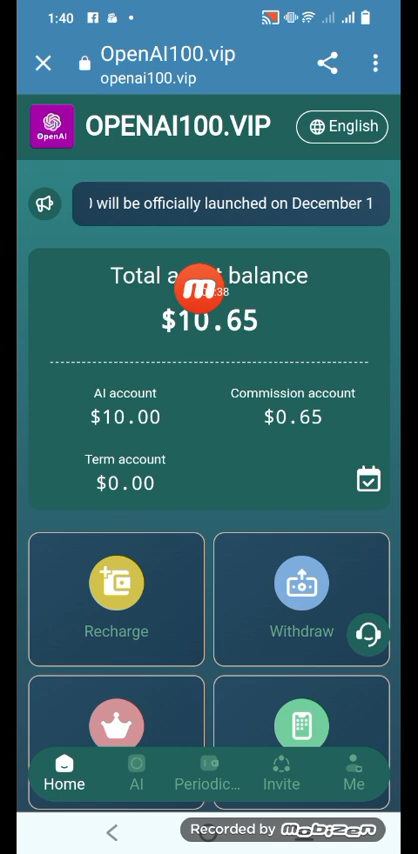 1:40
OpenAI100.vip
openai100.vip
OpenAI
OPENAI100.VIP
English
will be officially launched on December 1
Total balance
:38
$10.65
AI account
Commission account
$10.00
$0.65
Term account
$0.00
Recharge
Withdraw
Home
AI
Periodic...
Invite
Me
Recorded by mobizen